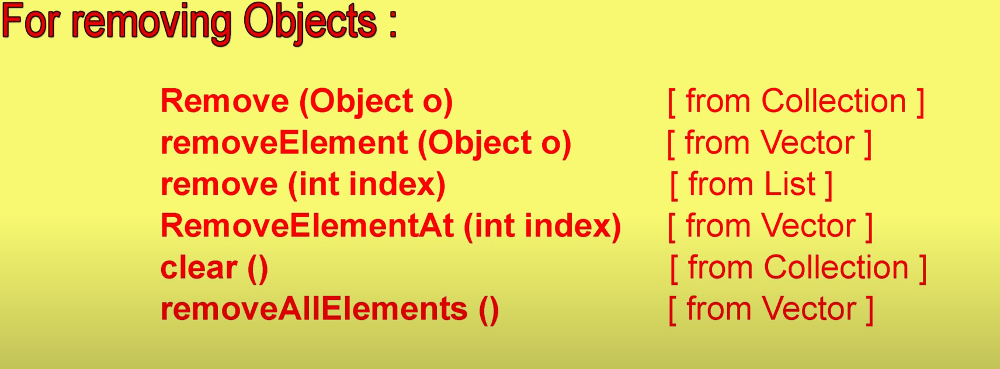 For removing Objects :
Remove (Object o) [ from Collection ]
removeElement (Object o) [ from Vector ]
remove (int index) [ from List ]
RemoveElementAt (int index) [ from Vector ]
clear () [ from Collection ]
removeAllElements () [ from Vector ]